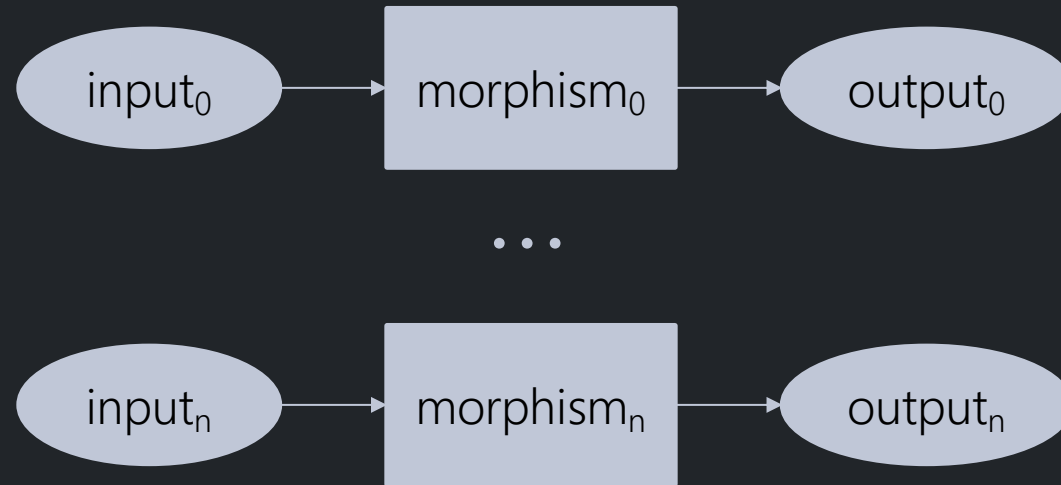 input₀ morphism₀ output₀
...
inputₙ morphismₙ outputₙ